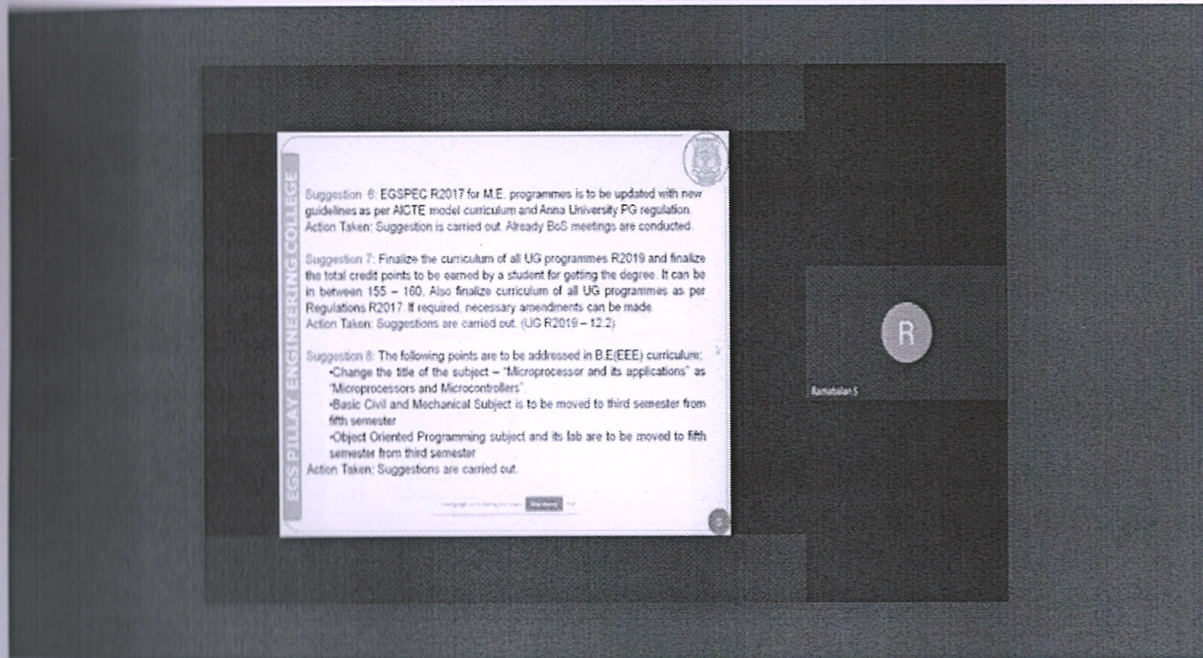 EGS PILLAY ENGINEERING COLLEGE
Suggestion 6: EGSPEC R2017 for M.E. programmes is to be updated with new
guidelines as per AICTE model curriculum and Anna University PG regulation.
Action Taken: Suggestion is carried out. Already BoS meetings are conducted.
Suggestion 7: Finalize the curriculum of all UG programmes R2019 and finalize
the total credit points to be earned by a student for getting the degree. It can be
in between 155 – 160. Also finalize curriculum of all UG programmes as per
Regulations R2017. If required, necessary amendments can be made.
Action Taken: Suggestions are carried out. (UG R2019 – 12.2)
Suggestion 8: The following points are to be addressed in B.E(EEE) curriculum;
•Change the title of the subject – "Microprocessor and its applications" as
"Microprocessors and Microcontrollers"
•Basic Civil and Mechanical Subject is to be moved to third semester from
fifth semester
•Object Oriented Programming subject and its lab are to be moved to fifth
semester from third semester
Action Taken: Suggestions are carried out.
R
Ramabalan S